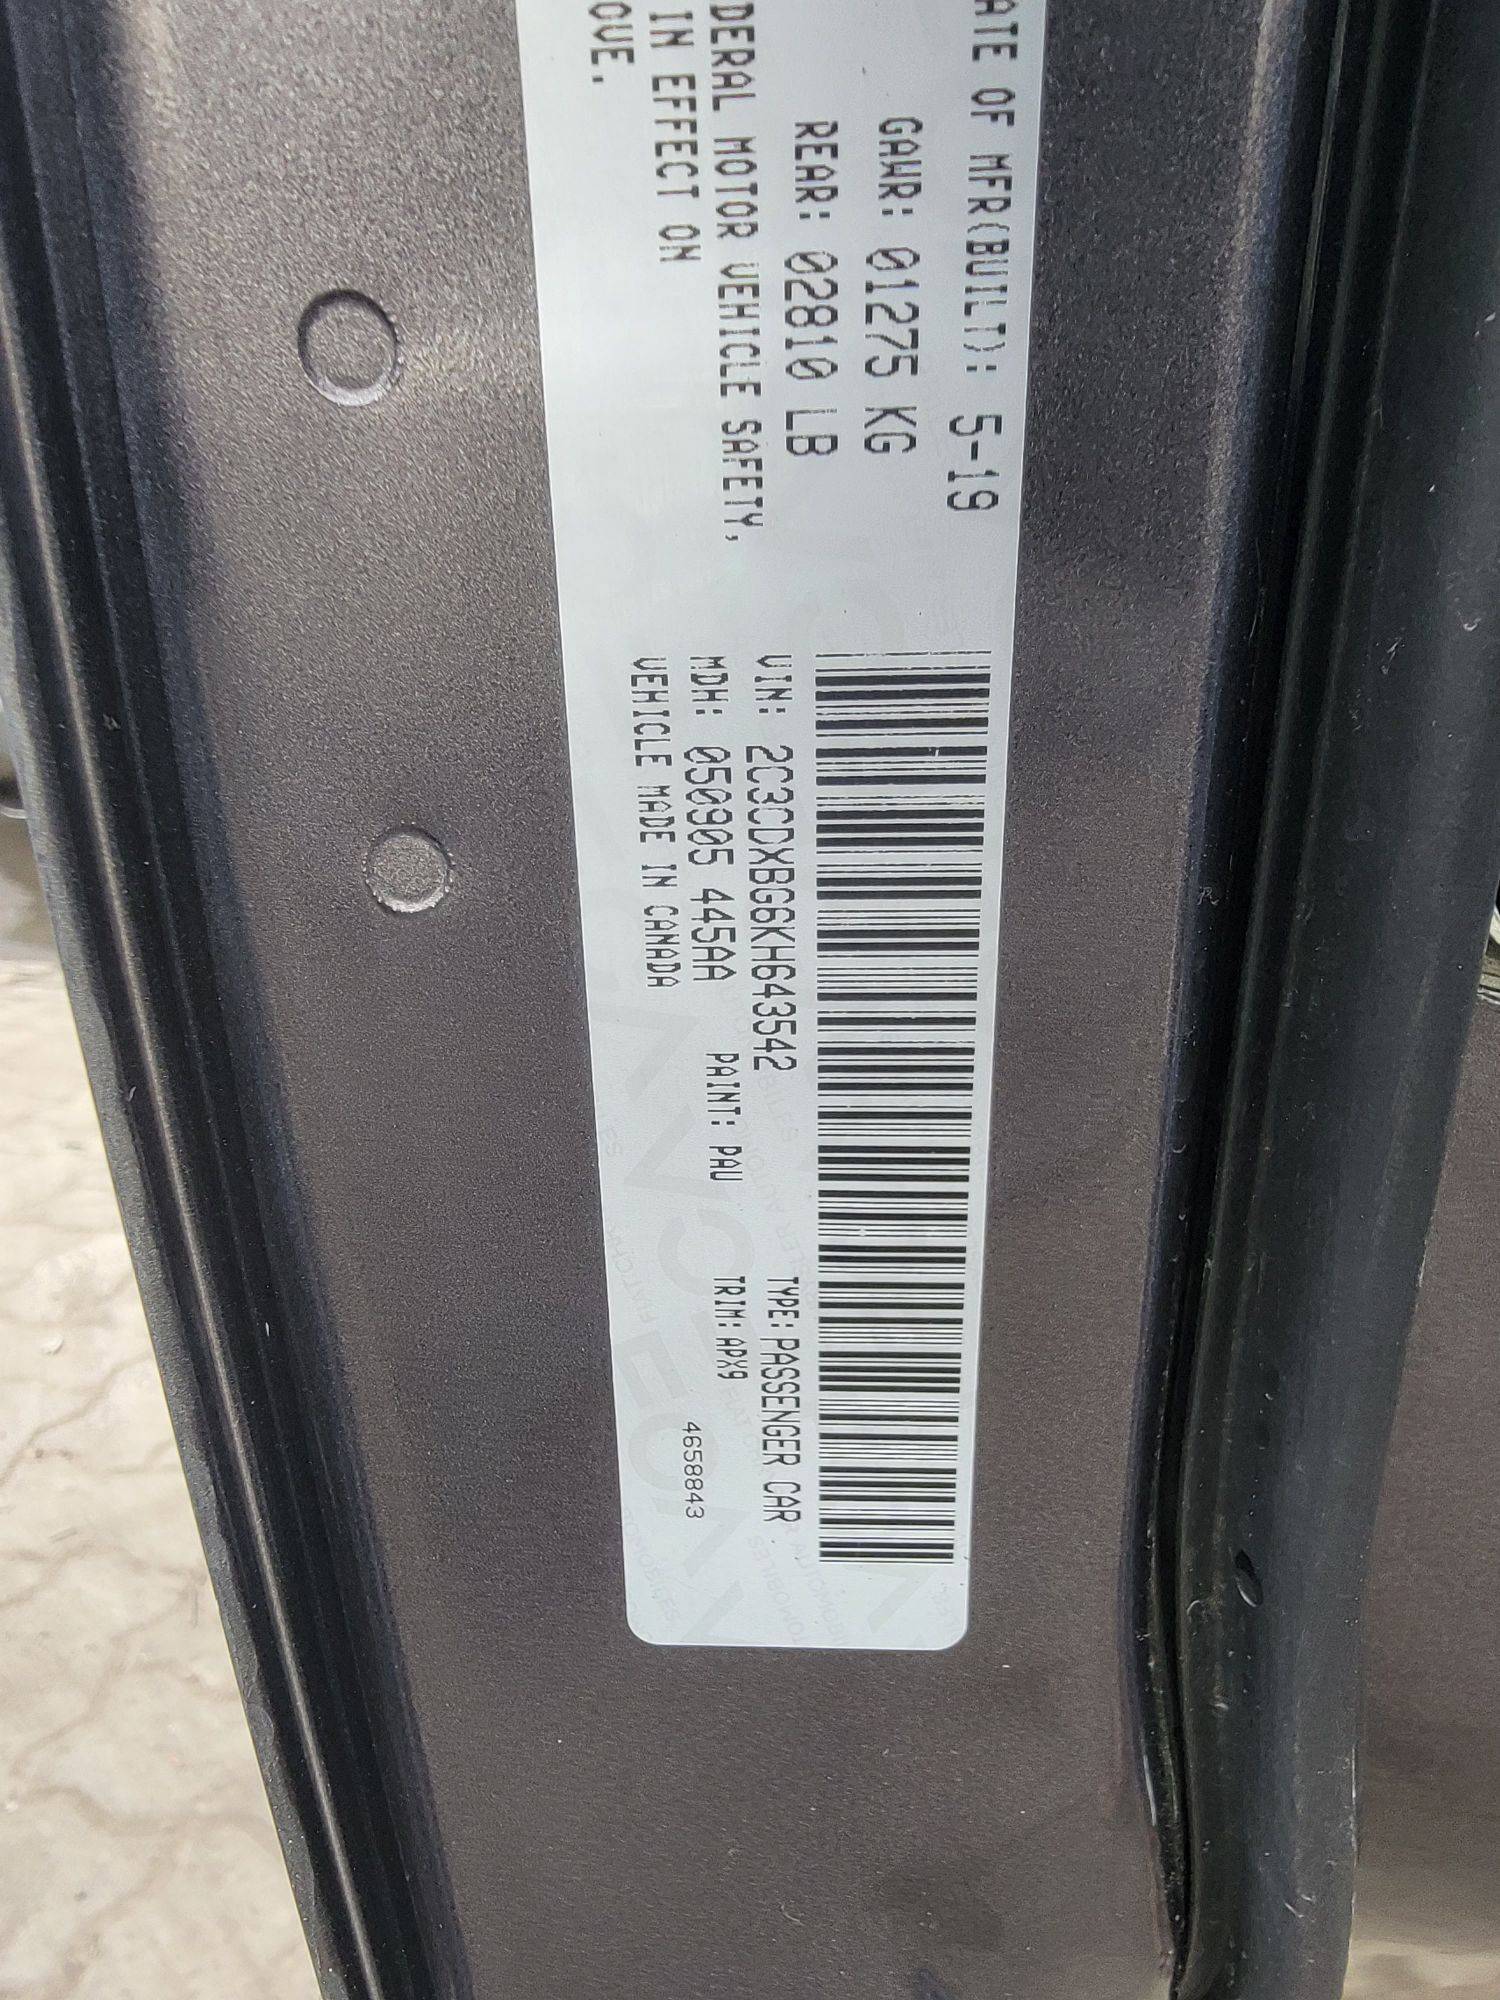 ATE OF MFR(BUILT): 5-19
GAWR: 01275 KG
REAR: 02810 LB
DERAL MOTOR VEHICLE SAFETY,
IN EFFECT ON
OVE.
VIN: 2C3CDXBG6KH643542 TYPE: PASSENGER CAR
MDH: 050905 445AA PAINT: PAU TRIM: APX9
VEHICLE MADE IN CANADA
4658843